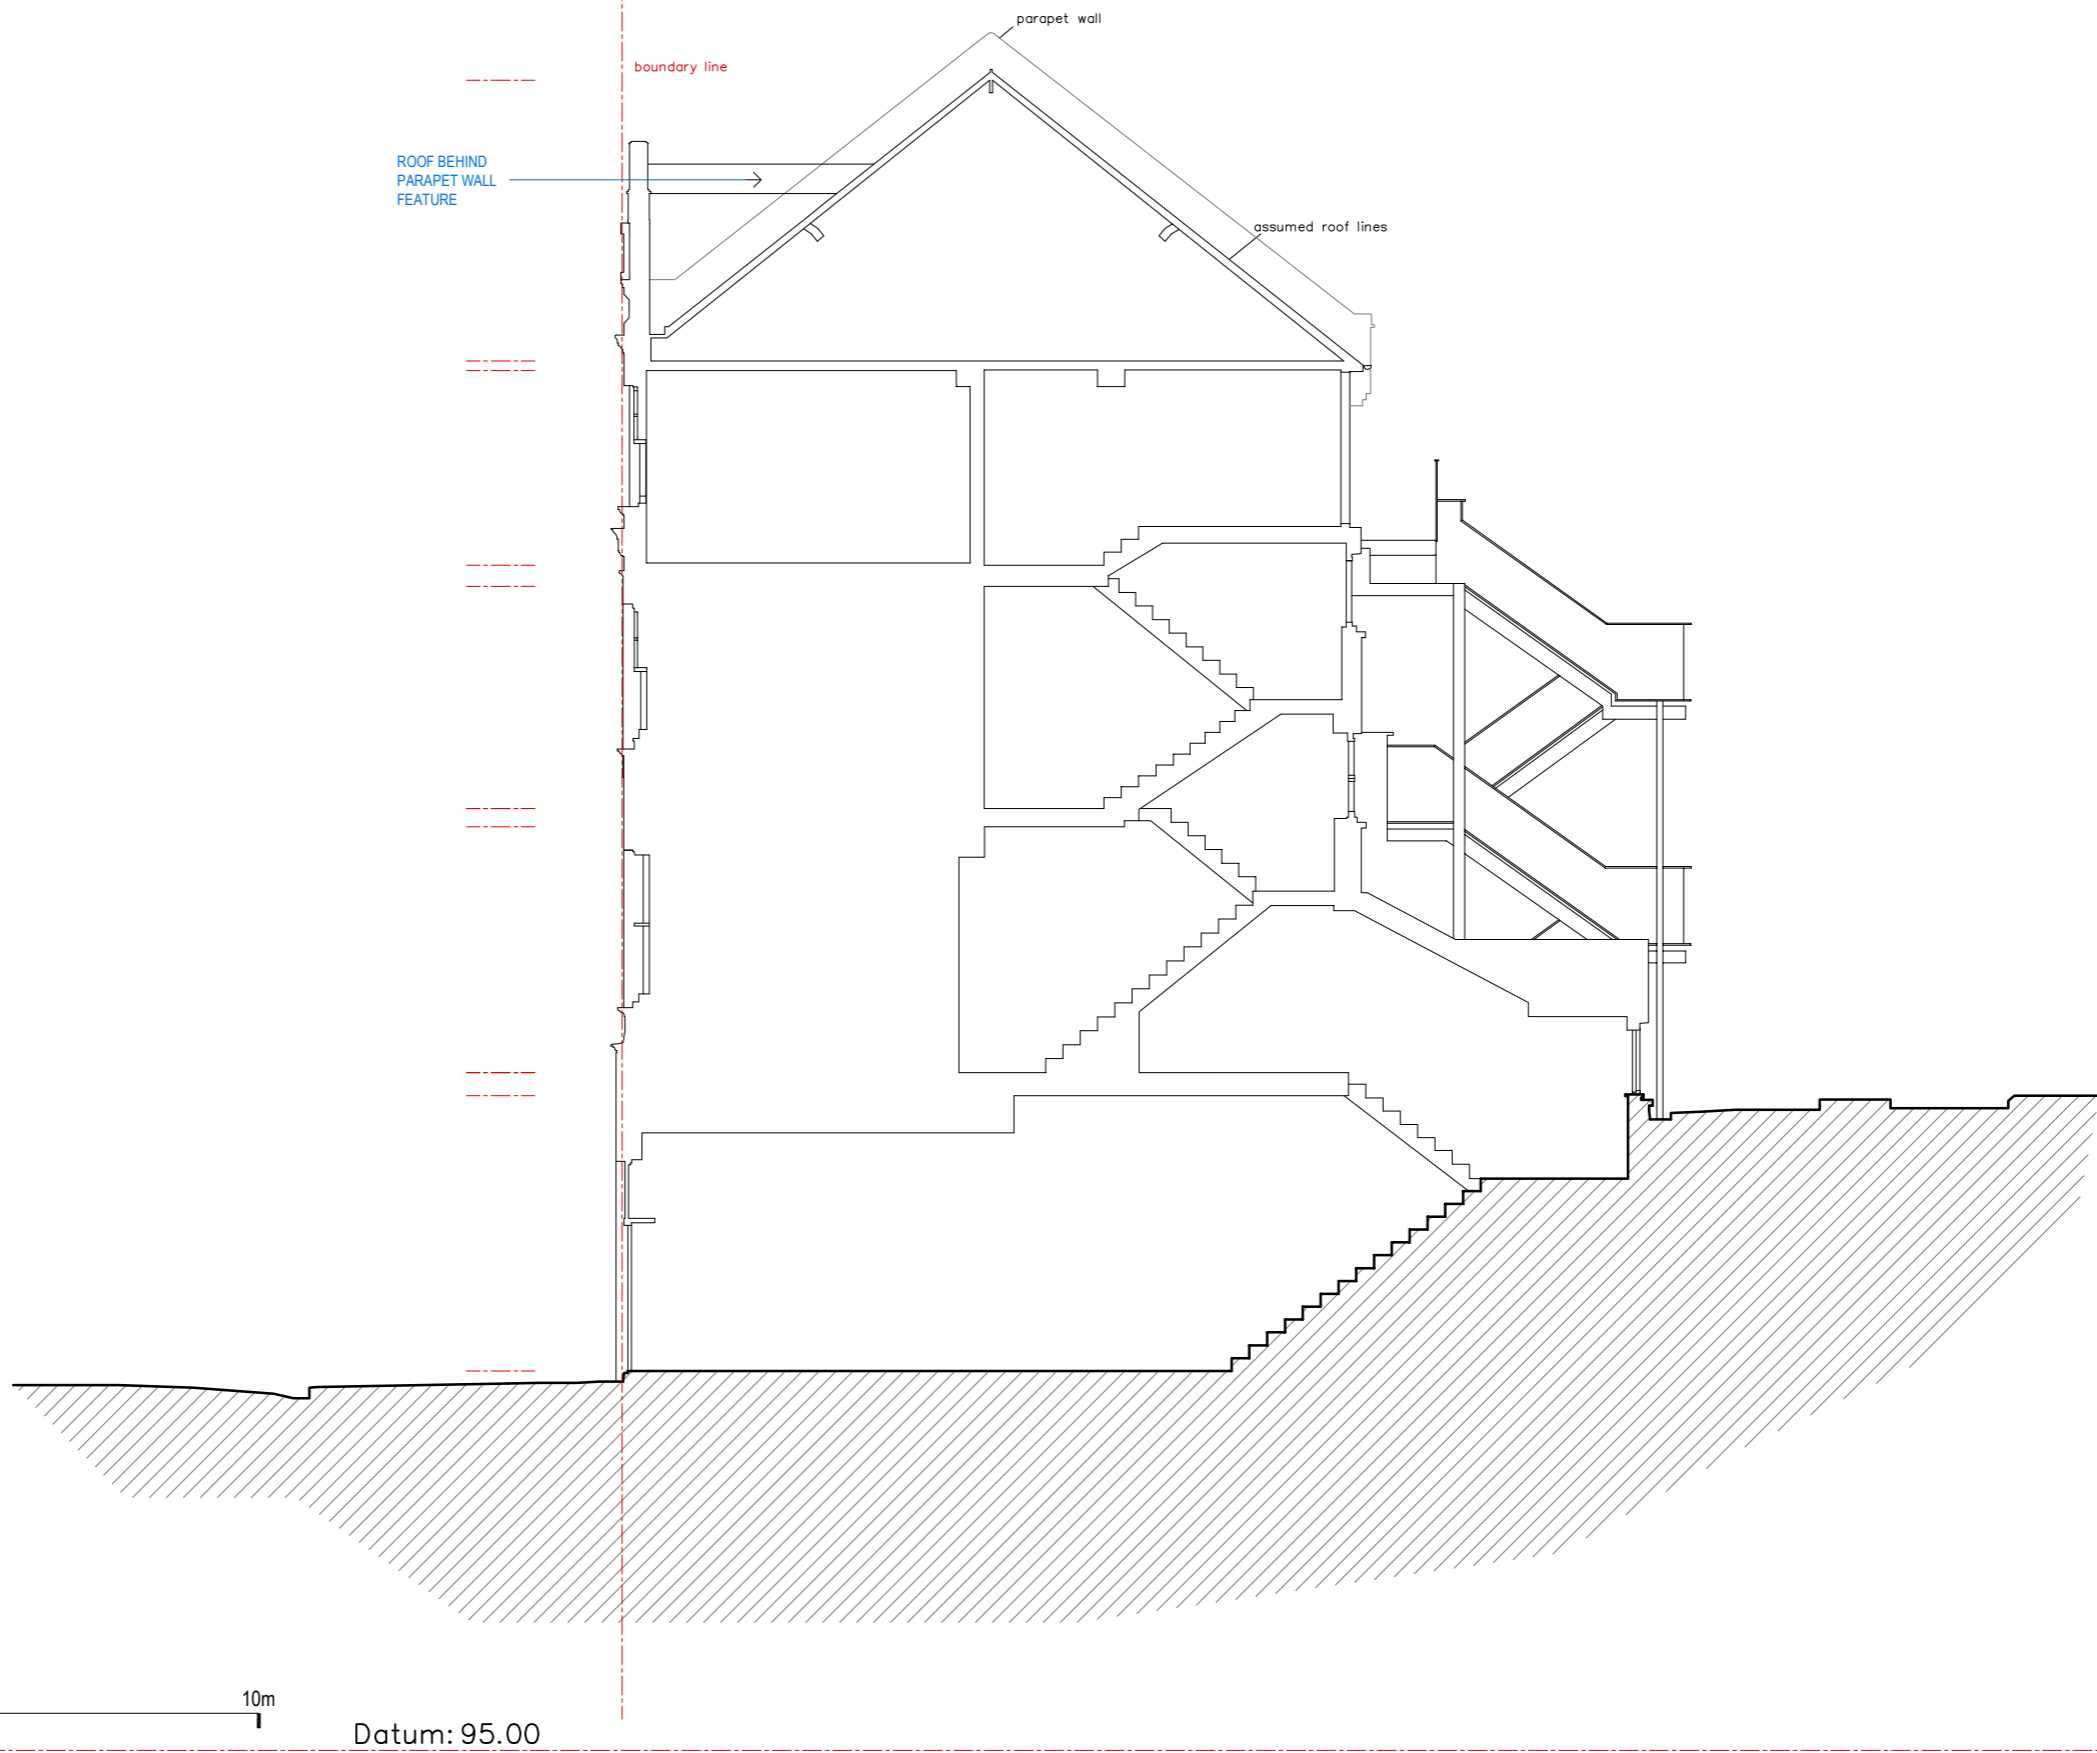 parapet wall
boundary line
ROOF BEHIND
PARAPET WALL
FEATURE
assumed roof lines
10m
Datum: 95.00